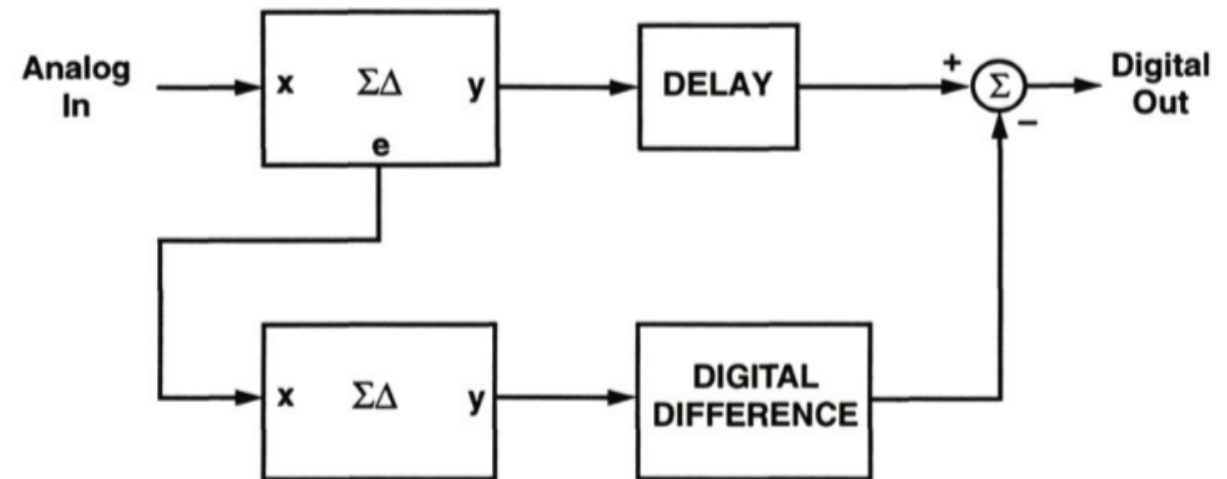 Analog
In
x ΣΔ y
e
DELAY
+
Σ
−
Digital
Out
x ΣΔ y
DIGITAL
DIFFERENCE